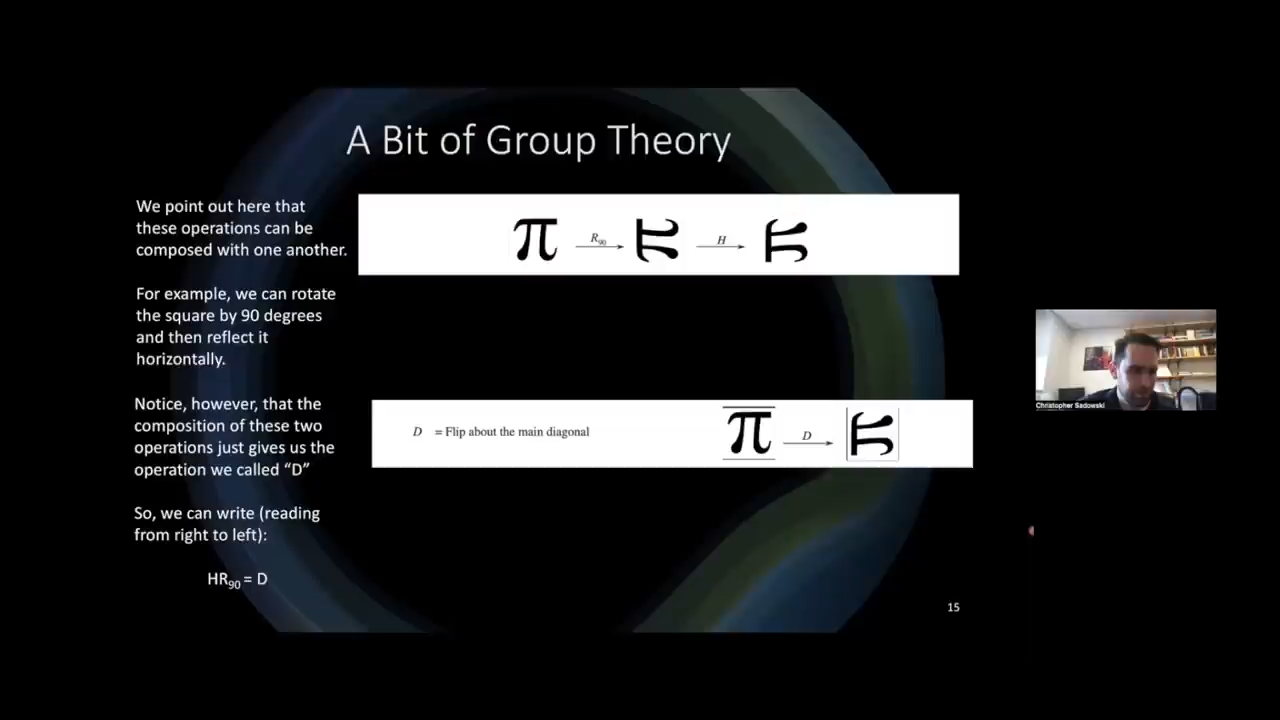 A Bit of Group Theory
We point out here that
these operations can be
composed with one another.
For example, we can rotate
the square by 90 degrees
and then reflect it
horizontally.
Notice, however, that the
composition of these two
operations just gives us the
operation we called “D”
So, we can write (reading
from right to left):
HR₉₀ = D
π R₉₀ π H π
D = Flip about the main diagonal π D π
15
Christopher Sadowski